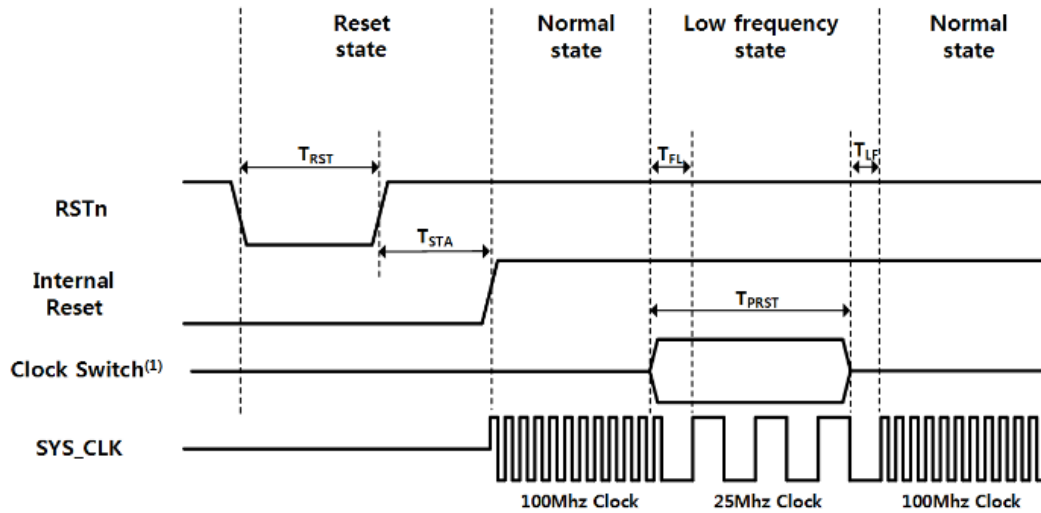 Reset
state
Normal
state
Low frequency
state
Normal
state
TRST
TFL
TLF
RSTn
TSTA
Internal
Reset
TPRST
Clock Switch(1)
SYS_CLK
100Mhz Clock
25Mhz Clock
100Mhz Clock